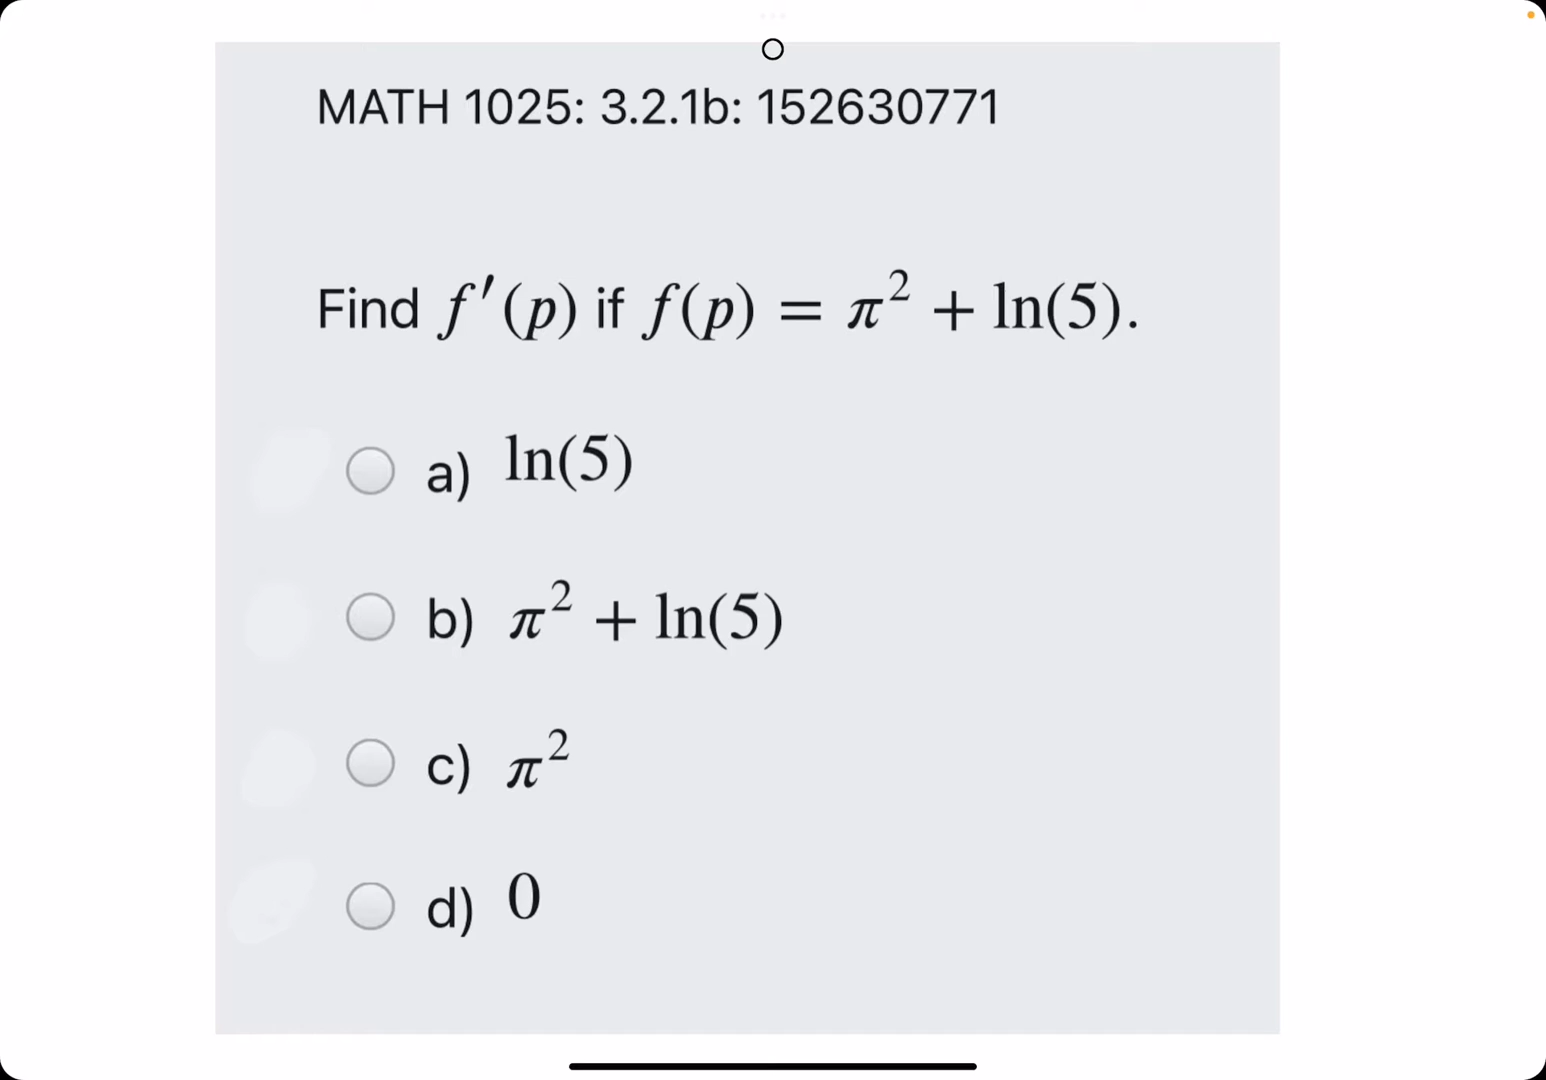 MATH 1025: 3.2.1b: 152630771
Find f′(p) if f(p) = π² + ln(5).
a) ln(5)
b) π² + ln(5)
c) π²
d) 0